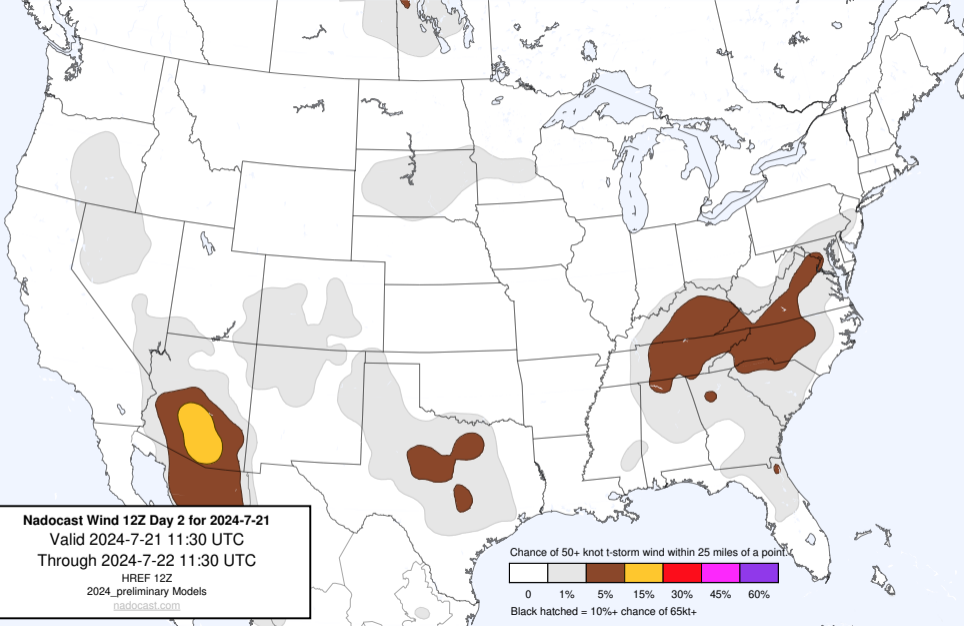 Nadocast Wind 12Z Day 2 for 2024-7-21
Valid 2024-7-21 11:30 UTC
Through 2024-7-22 11:30 UTC
HREF 12Z
2024_preliminary Models
nadocast.com
Chance of 50+ knot t-storm wind within 25 miles of a point.
0 1% 5% 15% 30% 45% 60%
Black hatched = 10%+ chance of 65kt+